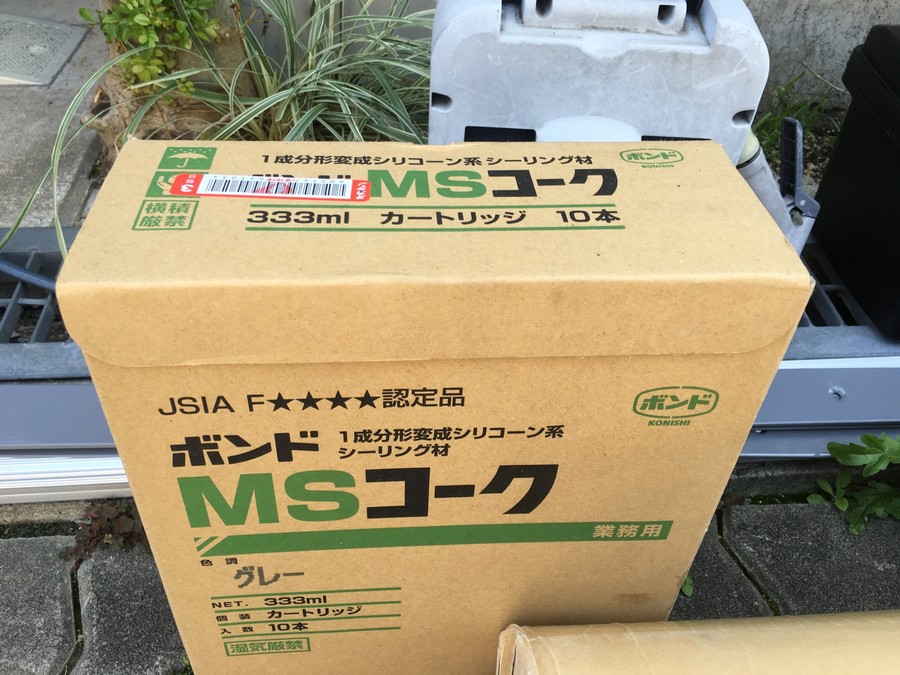 1成分形変成シリコーン系 シーリング材
ボンド
KONISHI
ボンド MSコーク
横積
厳禁
333ml カートリッジ 10本
JSIA F★★★★認定品
ボンド
KONISHI
ボンド 1成分形変成シリコーン系
シーリング材
MSコーク
業務用
色調
グレー
NET. 333ml
個装 カートリッジ
入数 10本
湿気厳禁